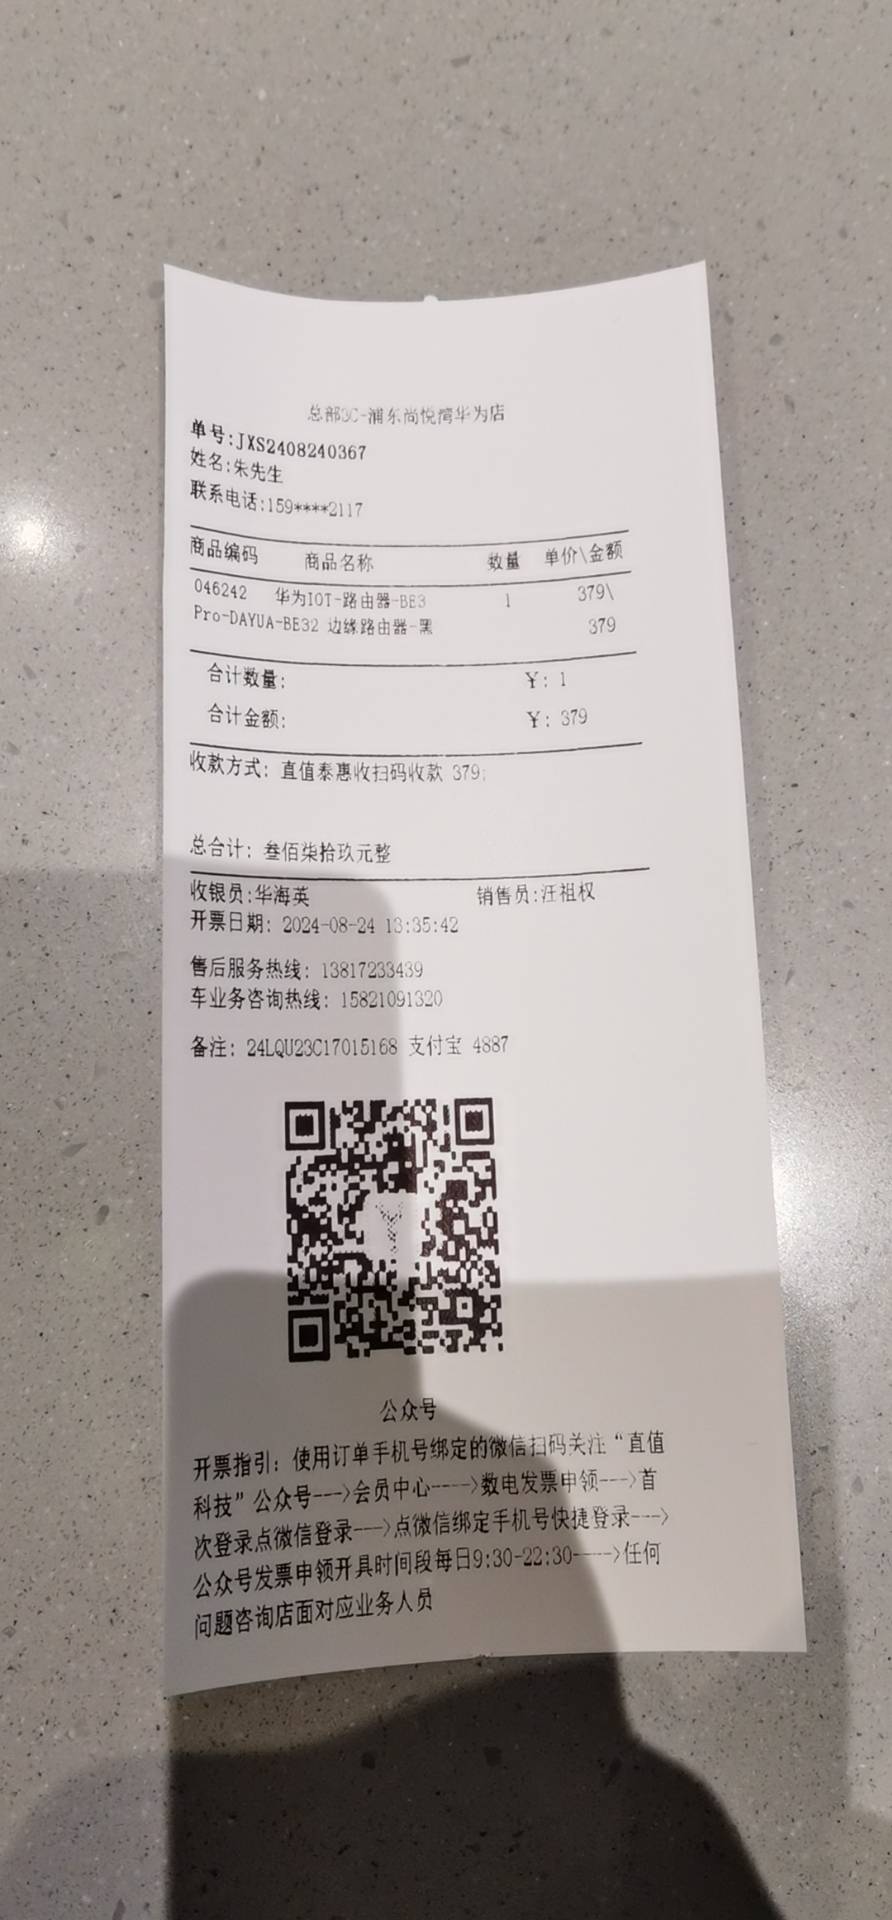 总部3C-浦东尚悦湾华为店
单号:JXS2408240367
姓名:朱先生
联系电话:159****2117
商品编码 商品名称 数量 单价\金额
046242 华为IOT-路由器-BE3 1 379\
Pro-DAYUA-BE32 边缘路由器-黑 379
合计数量: ¥: 1
合计金额: ¥: 379
收款方式: 直值泰惠收扫码收款 379;
总合计: 叁佰柒拾玖元整
收银员:华海英 销售员:汪祖权
开票日期: 2024-08-24 13:35:42
售后服务热线: 13817233439
车业务咨询热线: 15821091320
备注: 24LQU23C17015168 支付宝 4887
公众号
开票指引: 使用订单手机号绑定的微信扫码关注“直值
科技”公众号--->会员中心---->数电发票申领--->首
次登录点微信登录--->点微信绑定手机号快捷登录--->
公众号发票申领开具时间段每日9:30-22:30---->任何
问题咨询店面对应业务人员